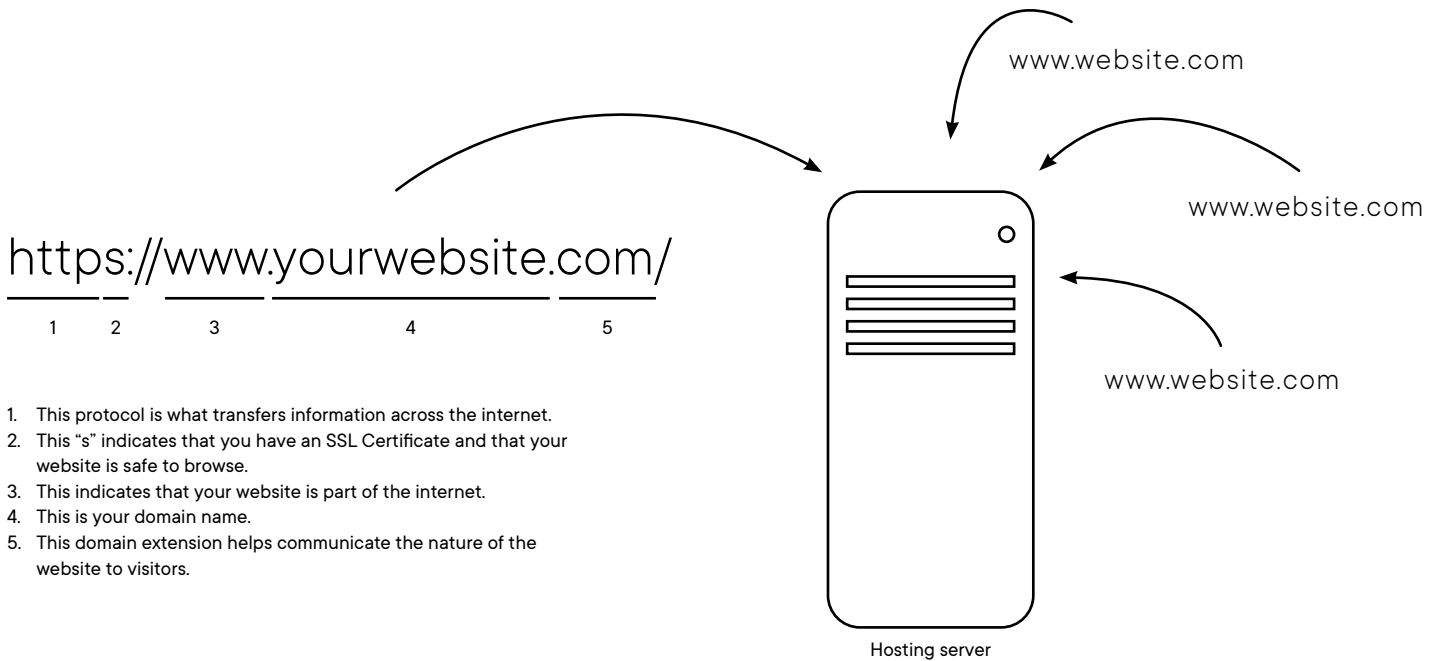 www.website.com
www.website.com
https://www.yourwebsite.com/
1 2 3 4 5
www.website.com
1. This protocol is what transfers information across the internet.
2. This “s” indicates that you have an SSL Certificate and that your
website is safe to browse.
3. This indicates that your website is part of the internet.
4. This is your domain name.
5. This domain extension helps communicate the nature of the
website to visitors.
Hosting server